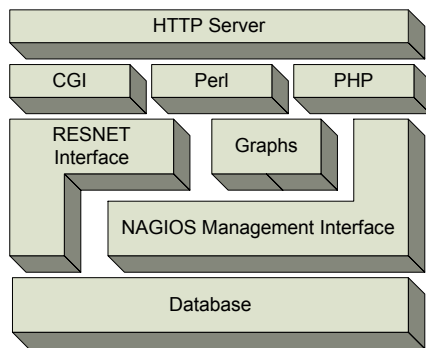 HTTP Server
CGI
Perl
PHP
RESNET
Interface
Graphs
NAGIOS Management Interface
Database